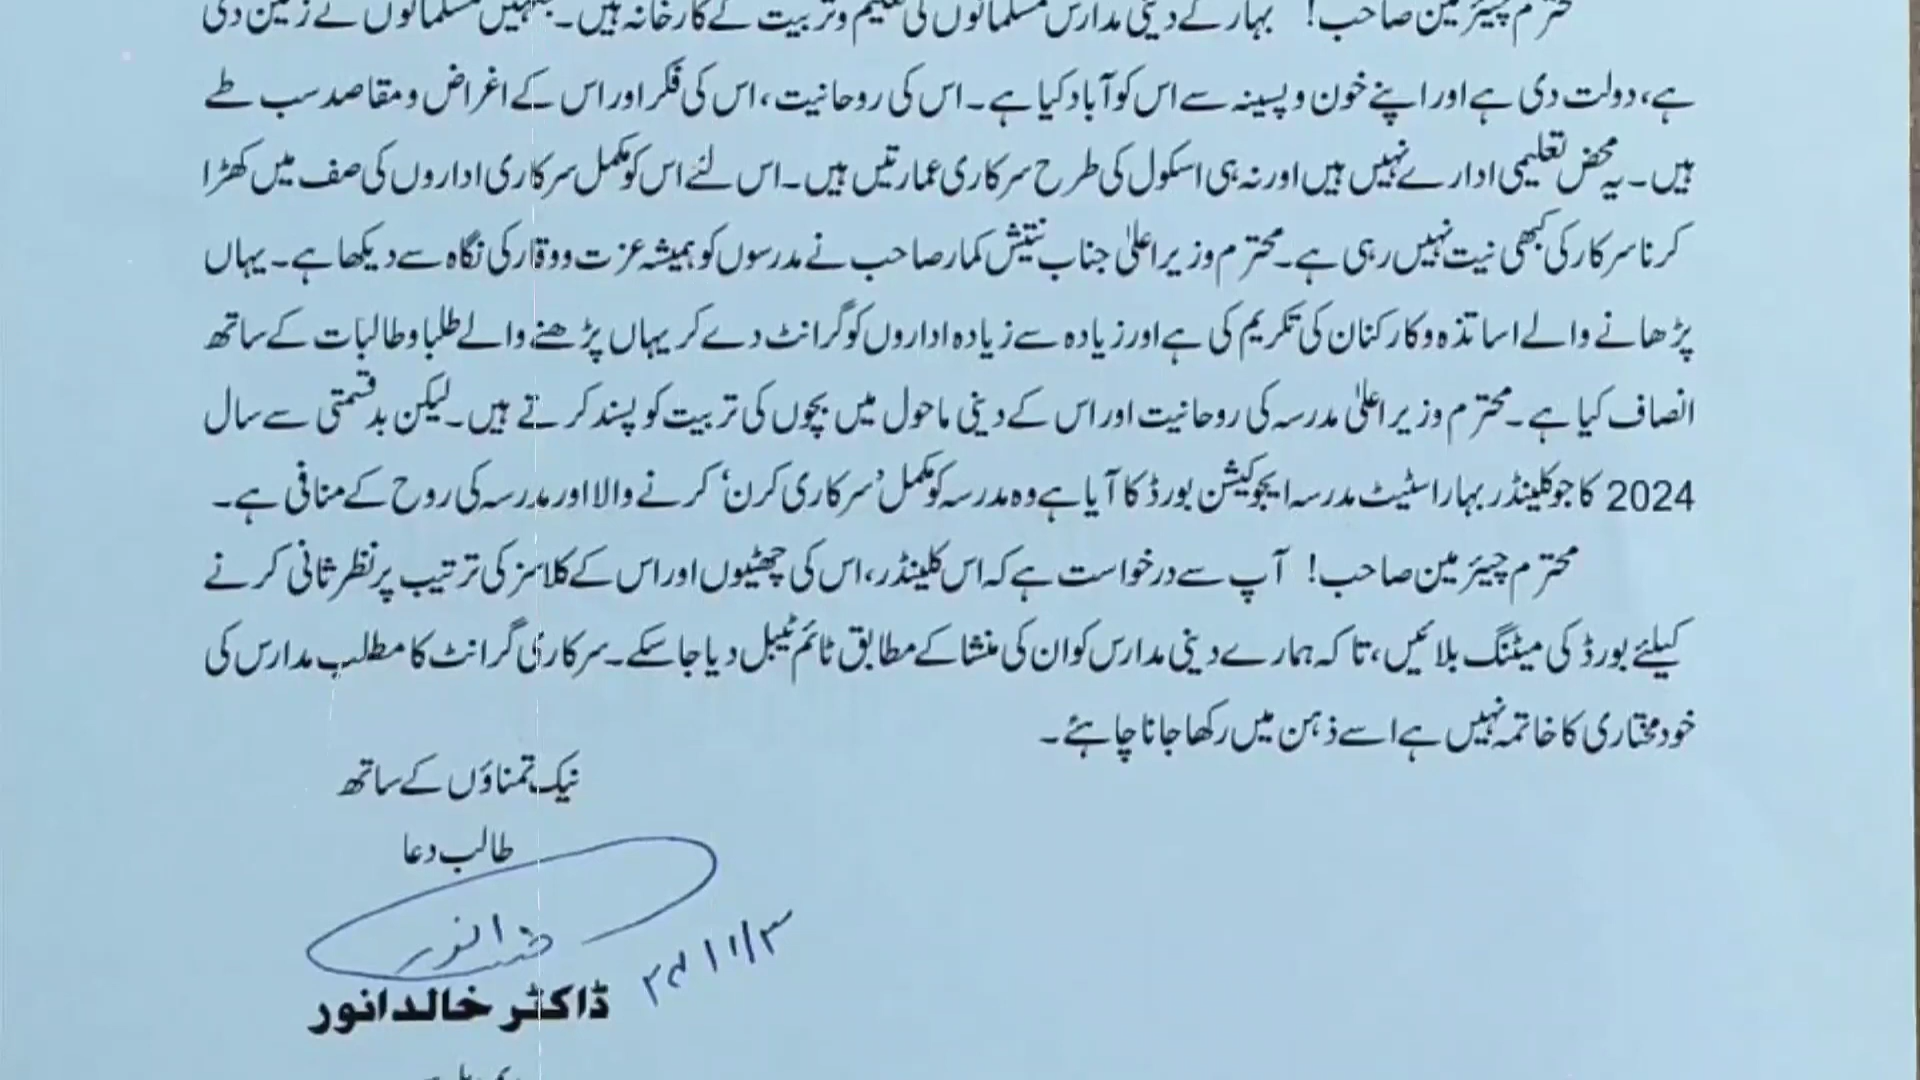 محترم چیئرمین صاحب! بہار کے دینی مدارس مسلمانوں کی تعلیم و تربیت کے کارخانہ ہیں۔ جنہیں مسلمانوں نے زمین دی
ہے، دولت دی ہے اور اپنے خون و پسینہ سے اس کو آباد کیا ہے۔ اس کی روحانیت، اس کی فکر اور اس کے اغراض و مقاصد سب طے
ہیں۔ یہ محض تعلیمی ادارے نہیں ہیں اور نہ ہی اسکول کی طرح سرکاری عمارتیں ہیں۔ اس لئے اس کو مکمل سرکاری اداروں کی صف میں کھڑا
کرنا سرکار کی کبھی نیت نہیں رہی ہے۔ محترم وزیر اعلیٰ جناب نتیش کمار صاحب نے مدرسوں کو ہمیشہ عزت و وقار کی نگاہ سے دیکھا ہے۔ یہاں
پڑھانے والے اساتذہ و کارکنان کی تکریم کی ہے اور زیادہ سے زیادہ اداروں کو گرانٹ دے کر یہاں پڑھنے والے طلبا و طالبات کے ساتھ
انصاف کیا ہے۔ محترم وزیر اعلیٰ مدرسہ کی روحانیت اور اس کے دینی ماحول میں بچوں کی تربیت کو پسند کرتے ہیں۔ لیکن بدقسمتی سے سال
2024 کا جو کلینڈر بہار اسٹیٹ مدرسہ ایجوکیشن بورڈ کا آیا ہے وہ مدرسہ کو مکمل ’سرکاری کرن‘ کرنے والا اور مدرسہ کی روح کے منافی ہے۔
محترم چیئرمین صاحب! آپ سے درخواست ہے کہ اس کلینڈر، اس کی چھٹیوں اور اس کے کلاسز کی ترتیب پر نظر ثانی کرنے
کیلئے بورڈ کی میٹنگ بلائیں، تاکہ ہمارے دینی مدارس کو ان کی منشا کے مطابق ٹائم ٹیبل دیا جا سکے۔ سرکاری گرانٹ کا مطلب مدارس کی
خود مختاری کا خاتمہ نہیں ہے اسے ذہن میں رکھا جانا چاہئے۔
نیک تمناؤں کے ساتھ
طالب دعا
ڈاکٹر خالد انور